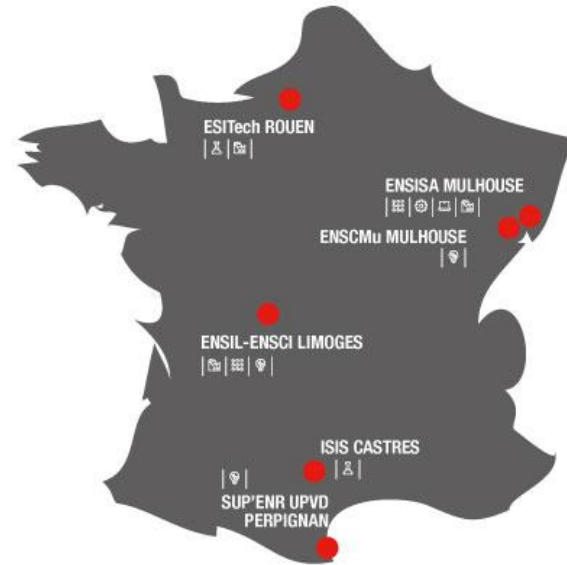 ESITech ROUEN
ENSISA MULHOUSE
ENSCMu MULHOUSE
ENSIL-ENSCI LIMOGES
ISIS CASTRES
SUP'ENR UPVD
PERPIGNAN